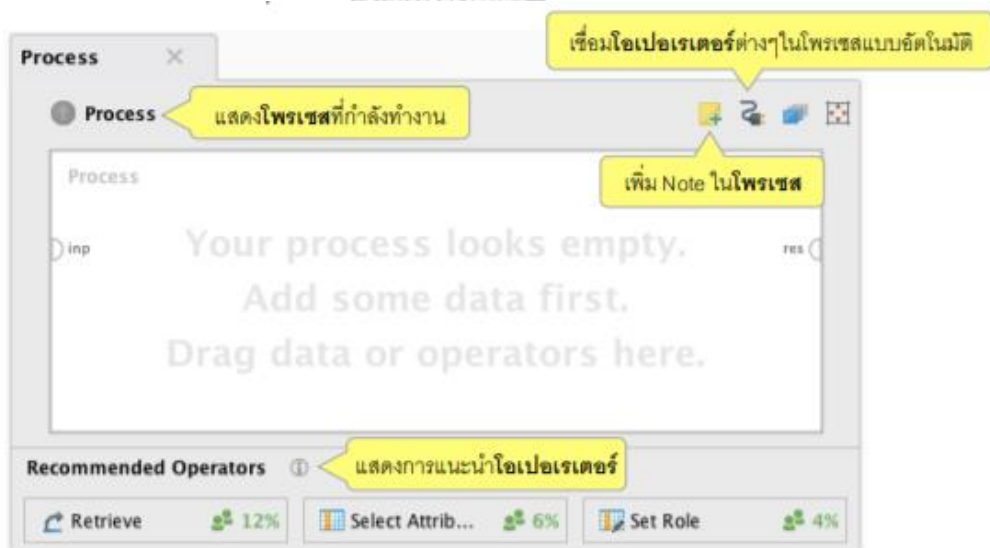 เชื่อมโอเปอเรเตอร์ต่างๆในโพรเซสแบบอัตโนมัติ
Process
Process
แสดงโพรเซสที่กำลังทำงาน
Process
เพิ่ม Note ในโพรเซส
inp
res
Your process looks empty.
Add some data first.
Drag data or operators here.
Recommended Operators
แสดงการแนะนำโอเปอเรเตอร์
Retrieve 12%
Select Attrib... 6%
Set Role 4%